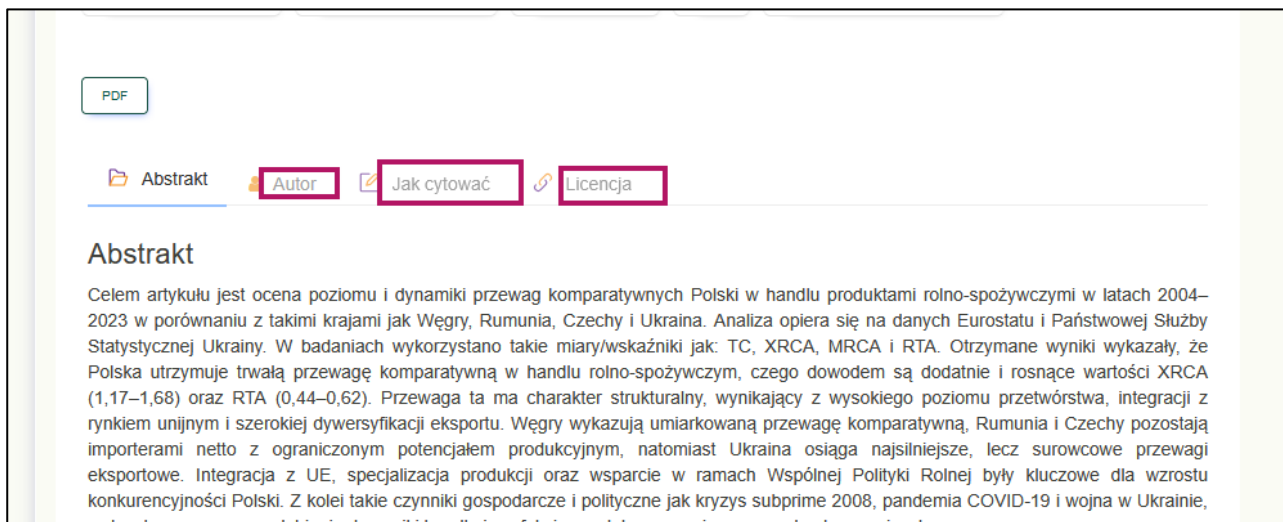 PDF
Abstrakt Autor Jak cytować Licencja
Abstrakt
Celem artykułu jest ocena poziomu i dynamiki przewag komparatywnych Polski w handlu produktami rolno-spożywczymi w latach 2004–
2023 w porównaniu z takimi krajami jak Węgry, Rumunia, Czechy i Ukraina. Analiza opiera się na danych Eurostatu i Państwowej Służby
Statystycznej Ukrainy. W badaniach wykorzystano takie miary/wskaźniki jak: TC, XRCA, MRCA i RTA. Otrzymane wyniki wykazały, że
Polska utrzymuje trwałą przewagę komparatywną w handlu rolno-spożywczym, czego dowodem są dodatnie i rosnące wartości XRCA
(1,17–1,68) oraz RTA (0,44–0,62). Przewaga ta ma charakter strukturalny, wynikający z wysokiego poziomu przetwórstwa, integracji z
rynkiem unijnym i szerokiej dywersyfikacji eksportu. Węgry wykazują umiarkowaną przewagę komparatywną, Rumunia i Czechy pozostają
importerami netto z ograniczonym potencjałem produkcyjnym, natomiast Ukraina osiąga najsilniejsze, lecz surowcowe przewagi
eksportowe. Integracja z UE, specjalizacja produkcji oraz wsparcie w ramach Wspólnej Polityki Rolnej były kluczowe dla wzrostu
konkurencyjności Polski. Z kolei takie czynniki gospodarcze i polityczne jak kryzys subprime 2008, pandemia COVID-19 i wojna w Ukrainie,